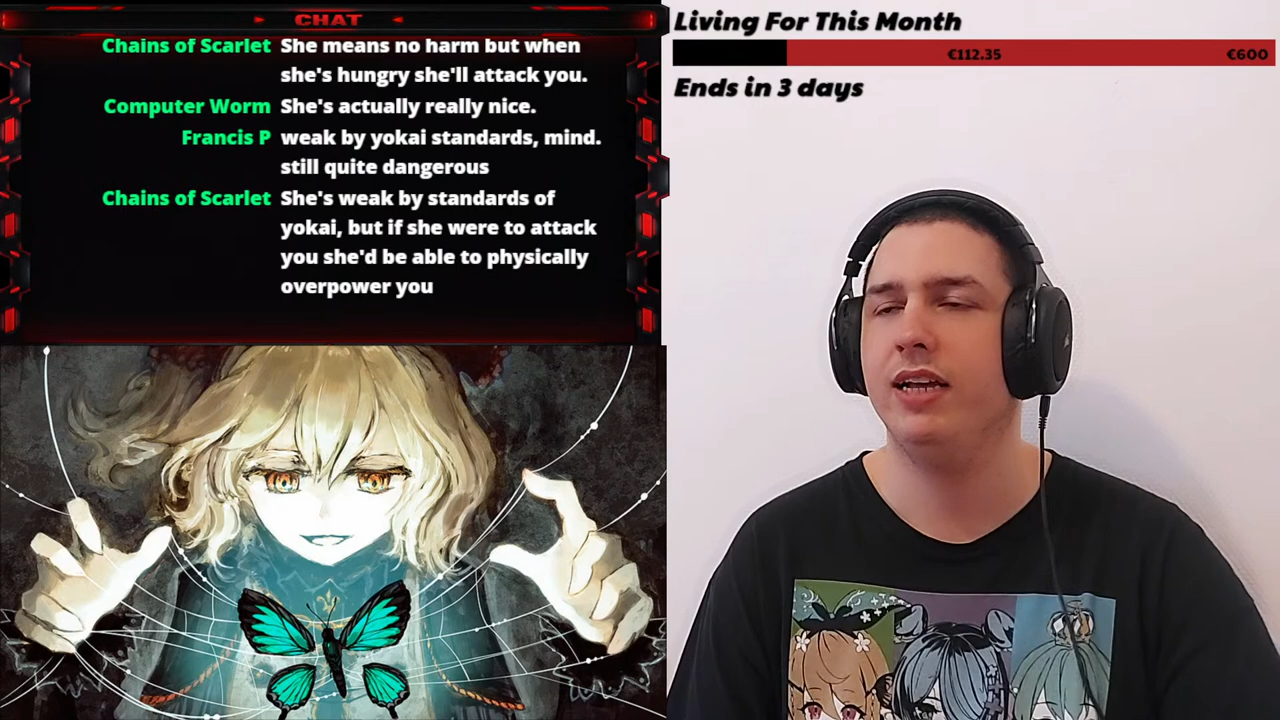 CHAT
Chains of Scarlet She means no harm but when
she's hungry she'll attack you.
Computer Worm She's actually really nice.
Francis P weak by yokai standards, mind.
still quite dangerous
Chains of Scarlet She's weak by standards of
yokai, but if she were to attack
you she'd be able to physically
overpower you
Living For This Month
€112.35 €600
Ends in 3 days